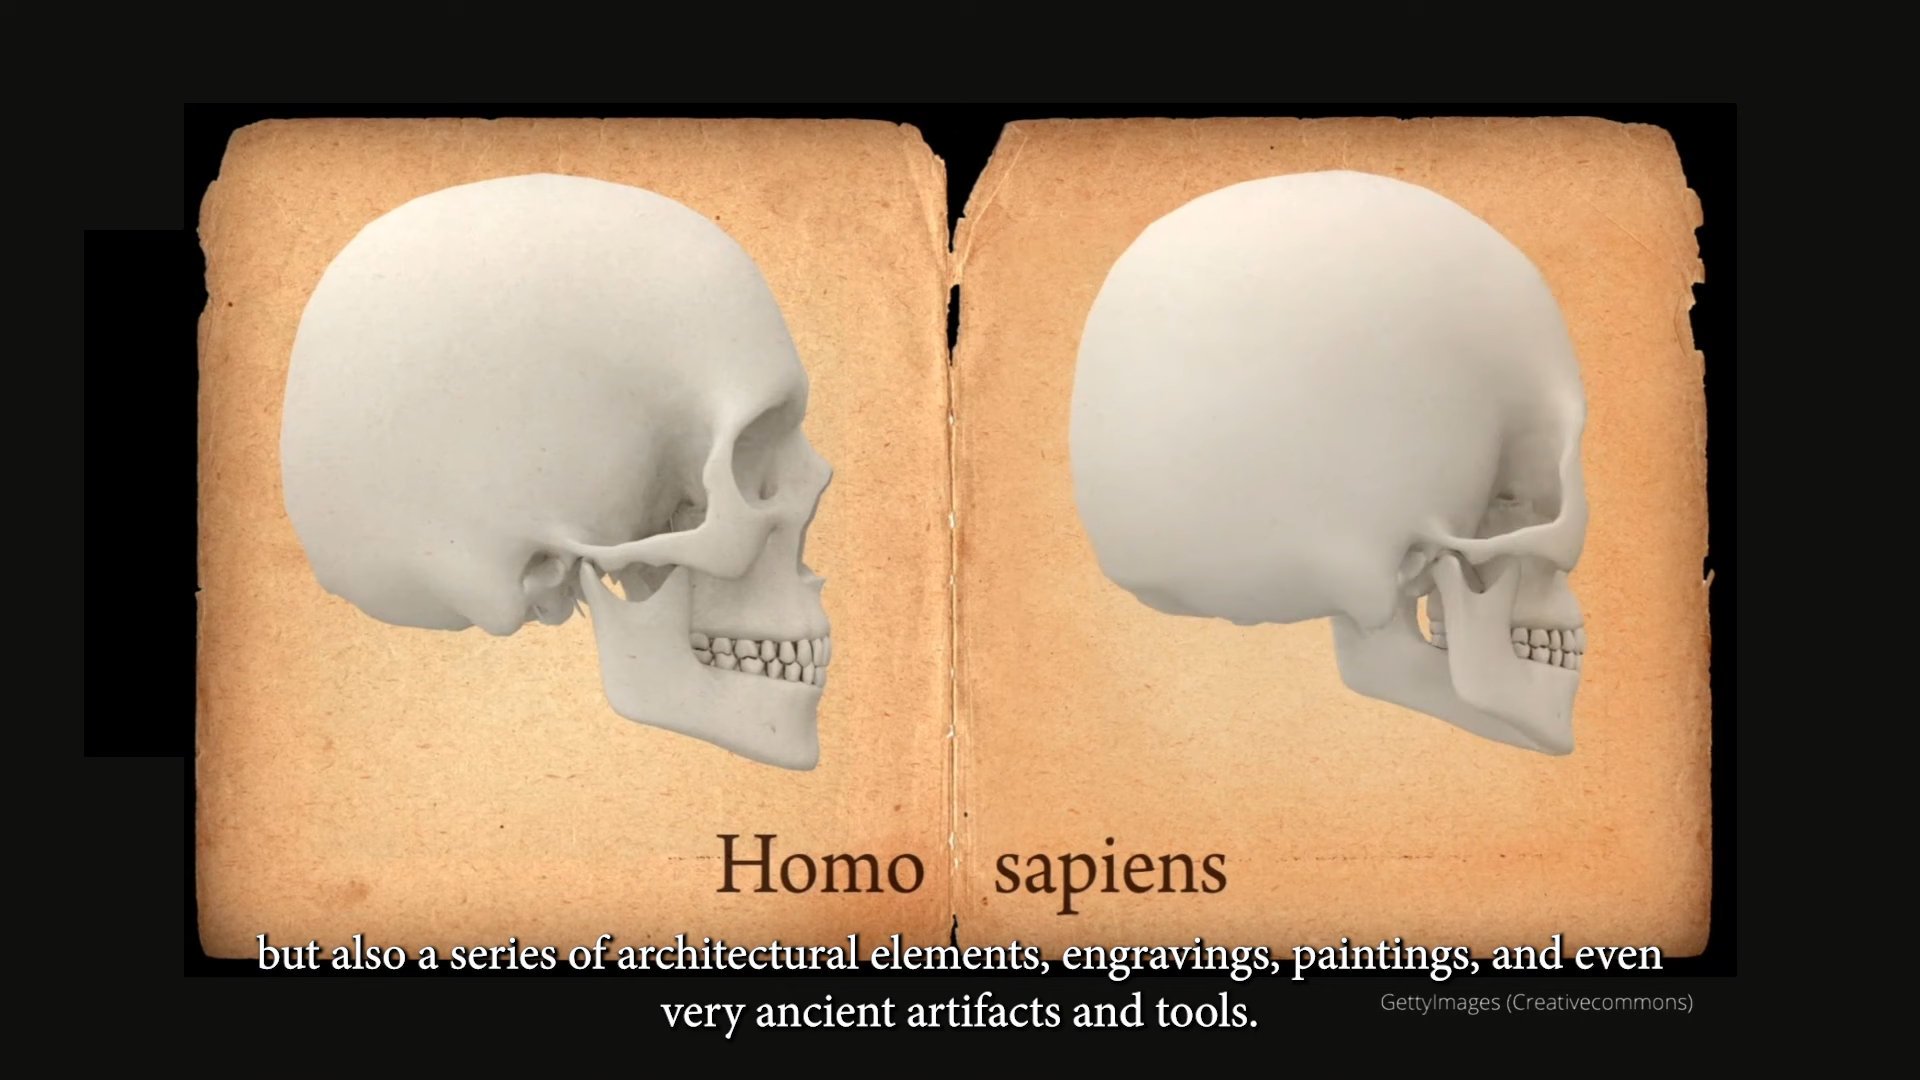 Homo sapiens
but also a series of architectural elements, engravings, paintings, and even
very ancient artifacts and tools.
GettyImages (Creativecommons)